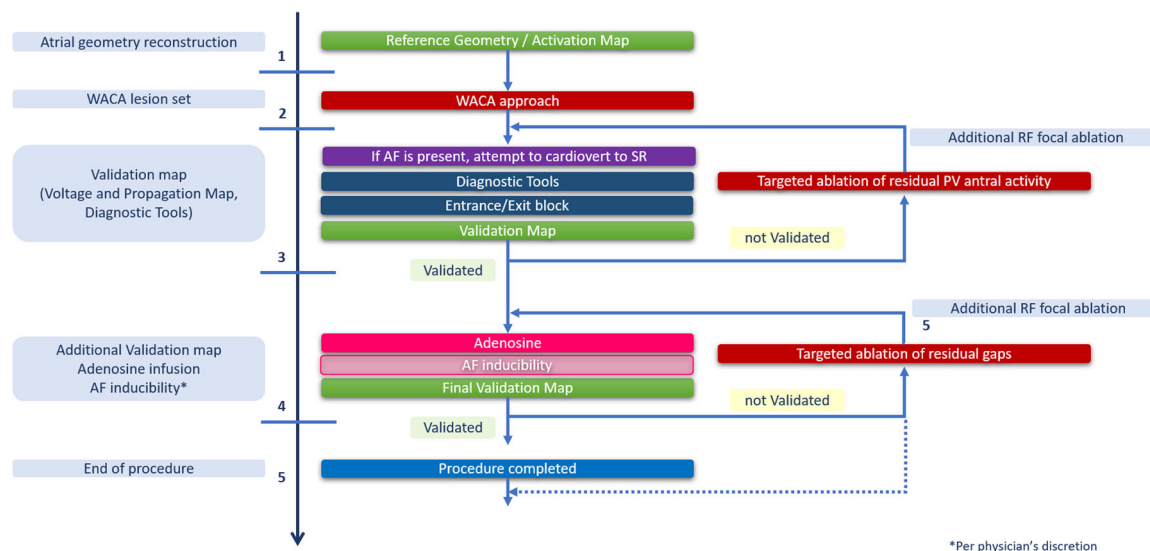 Atrial geometry reconstruction
Reference Geometry / Activation Map
1
WACA lesion set
WACA approach
2
Additional RF focal ablation
Validation map
(Voltage and Propagation Map,
Diagnostic Tools)
If AF is present, attempt to cardiovert to SR
Diagnostic Tools
Targeted ablation of residual PV antral activity
Entrance/Exit block
Validation Map
not Validated
3
Validated
Additional RF focal ablation
5
Additional Validation map
Adenosine infusion
AF inducibility*
Adenosine
Targeted ablation of residual gaps
AF inducibility
Final Validation Map
not Validated
4
Validated
End of procedure
Procedure completed
5
*Per physician's discretion